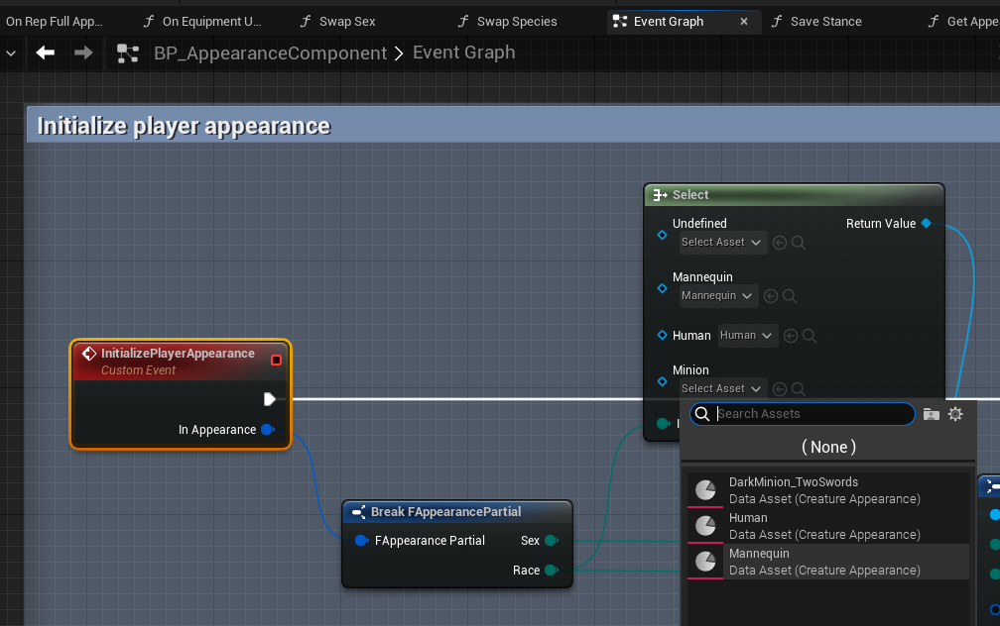 On Rep Full App...
On Equipment U...
Swap Sex
Swap Species
Event Graph
Save Stance
Get Appe
BP_AppearanceComponent
Event Graph
Initialize player appearance
Select
Undefined
Return Value
Select Asset
Mannequin
Mannequin
Human
Human
Minion
Select Asset
InitializePlayerAppearance
Custom Event
In Appearance
Break FAppearancePartial
FAppearance Partial
Sex
Race
Search Assets
( None )
DarkMinion_TwoSwords
Data Asset (Creature Appearance)
Human
Data Asset (Creature Appearance)
Mannequin
Data Asset (Creature Appearance)